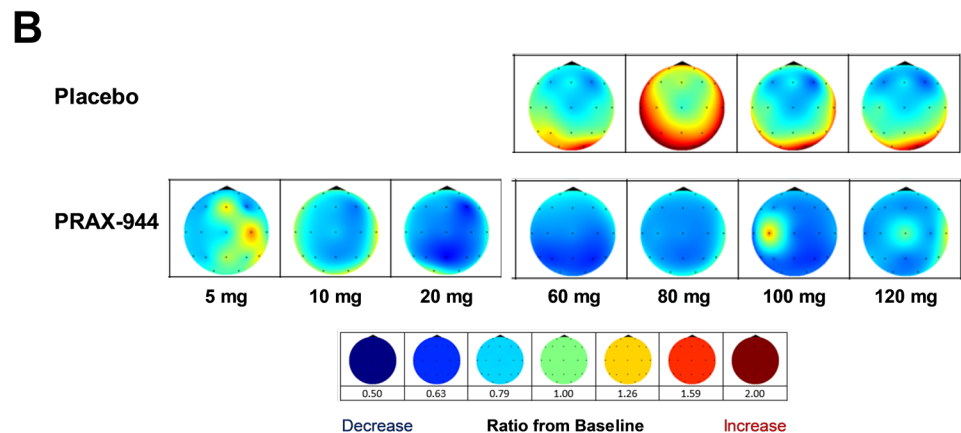 B
Placebo
PRAX-944
5 mg 10 mg 20 mg 60 mg 80 mg 100 mg 120 mg
0.50 0.63 0.79 1.00 1.26 1.59 2.00
Decrease Ratio from Baseline Increase